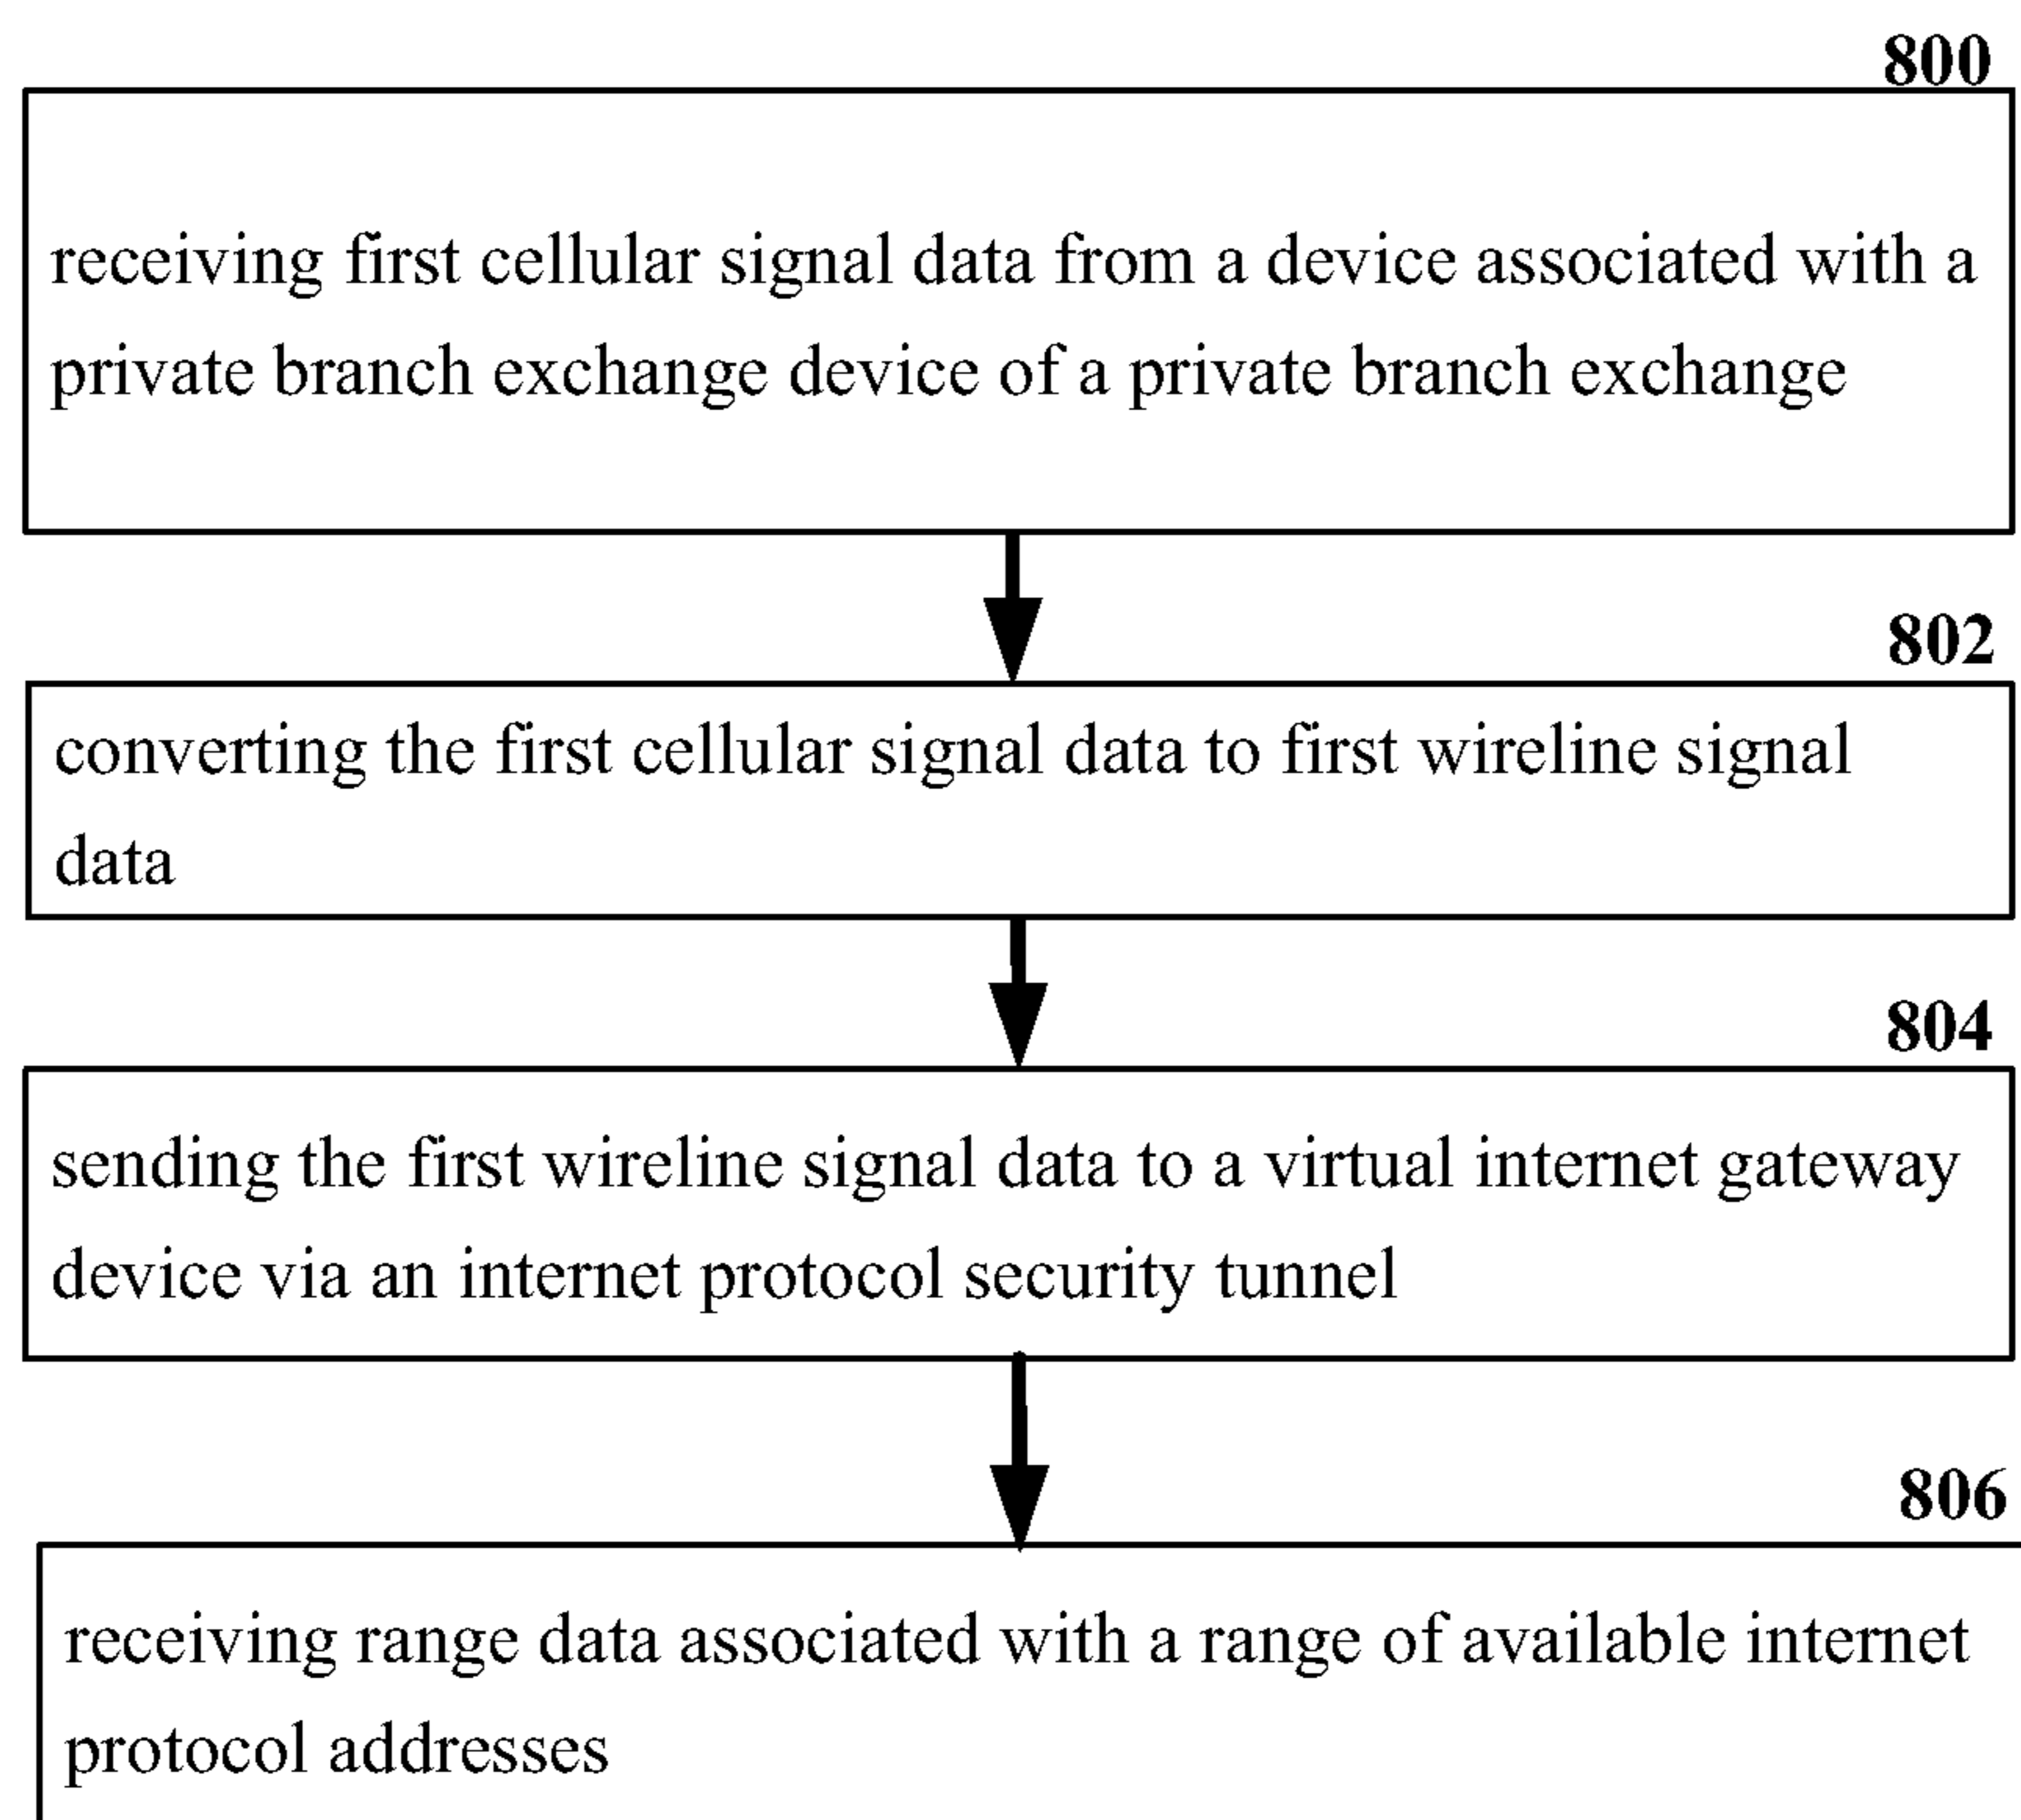 800
receiving first cellular signal data from a device associated with a
private branch exchange device of a private branch exchange
802
converting the first cellular signal data to first wireline signal
data
804
sending the first wireline signal data to a virtual internet gateway
device via an internet protocol security tunnel
806
receiving range data associated with a range of available internet
protocol addresses